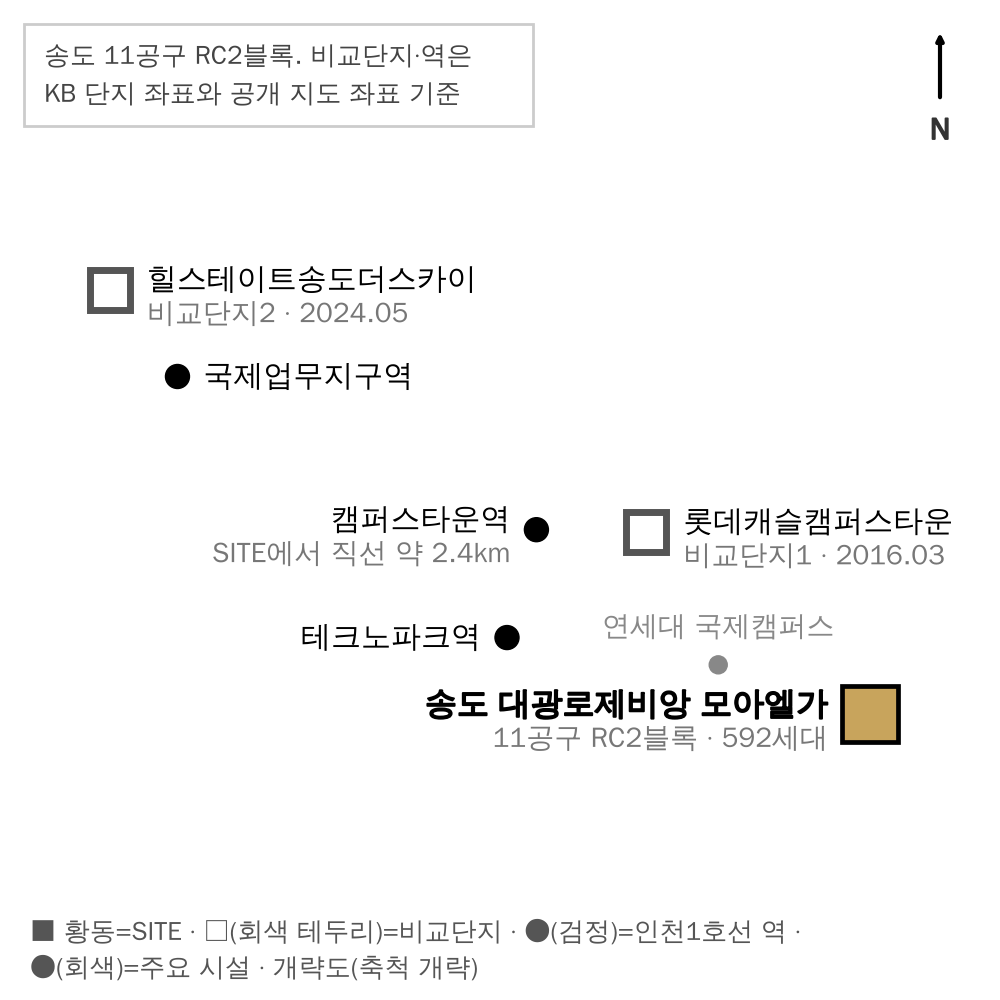 송도 11공구 RC2블록. 비교단지·역은
KB 단지 좌표와 공개 지도 좌표 기준
N
힐스테이트송도더스카이
비교단지2 · 2024.05
국제업무지구역
캠퍼스타운역
SITE에서 직선 약 2.4km
롯데캐슬캠퍼스타운
비교단지1 · 2016.03
테크노파크역
연세대 국제캠퍼스
송도 대광로제비앙 모아엘가
11공구 RC2블록 · 592세대
■ 황동=SITE · □(회색 테두리)=비교단지 · ●(검정)=인천1호선 역 ·
●(회색)=주요 시설 · 개략도(축척 개략)